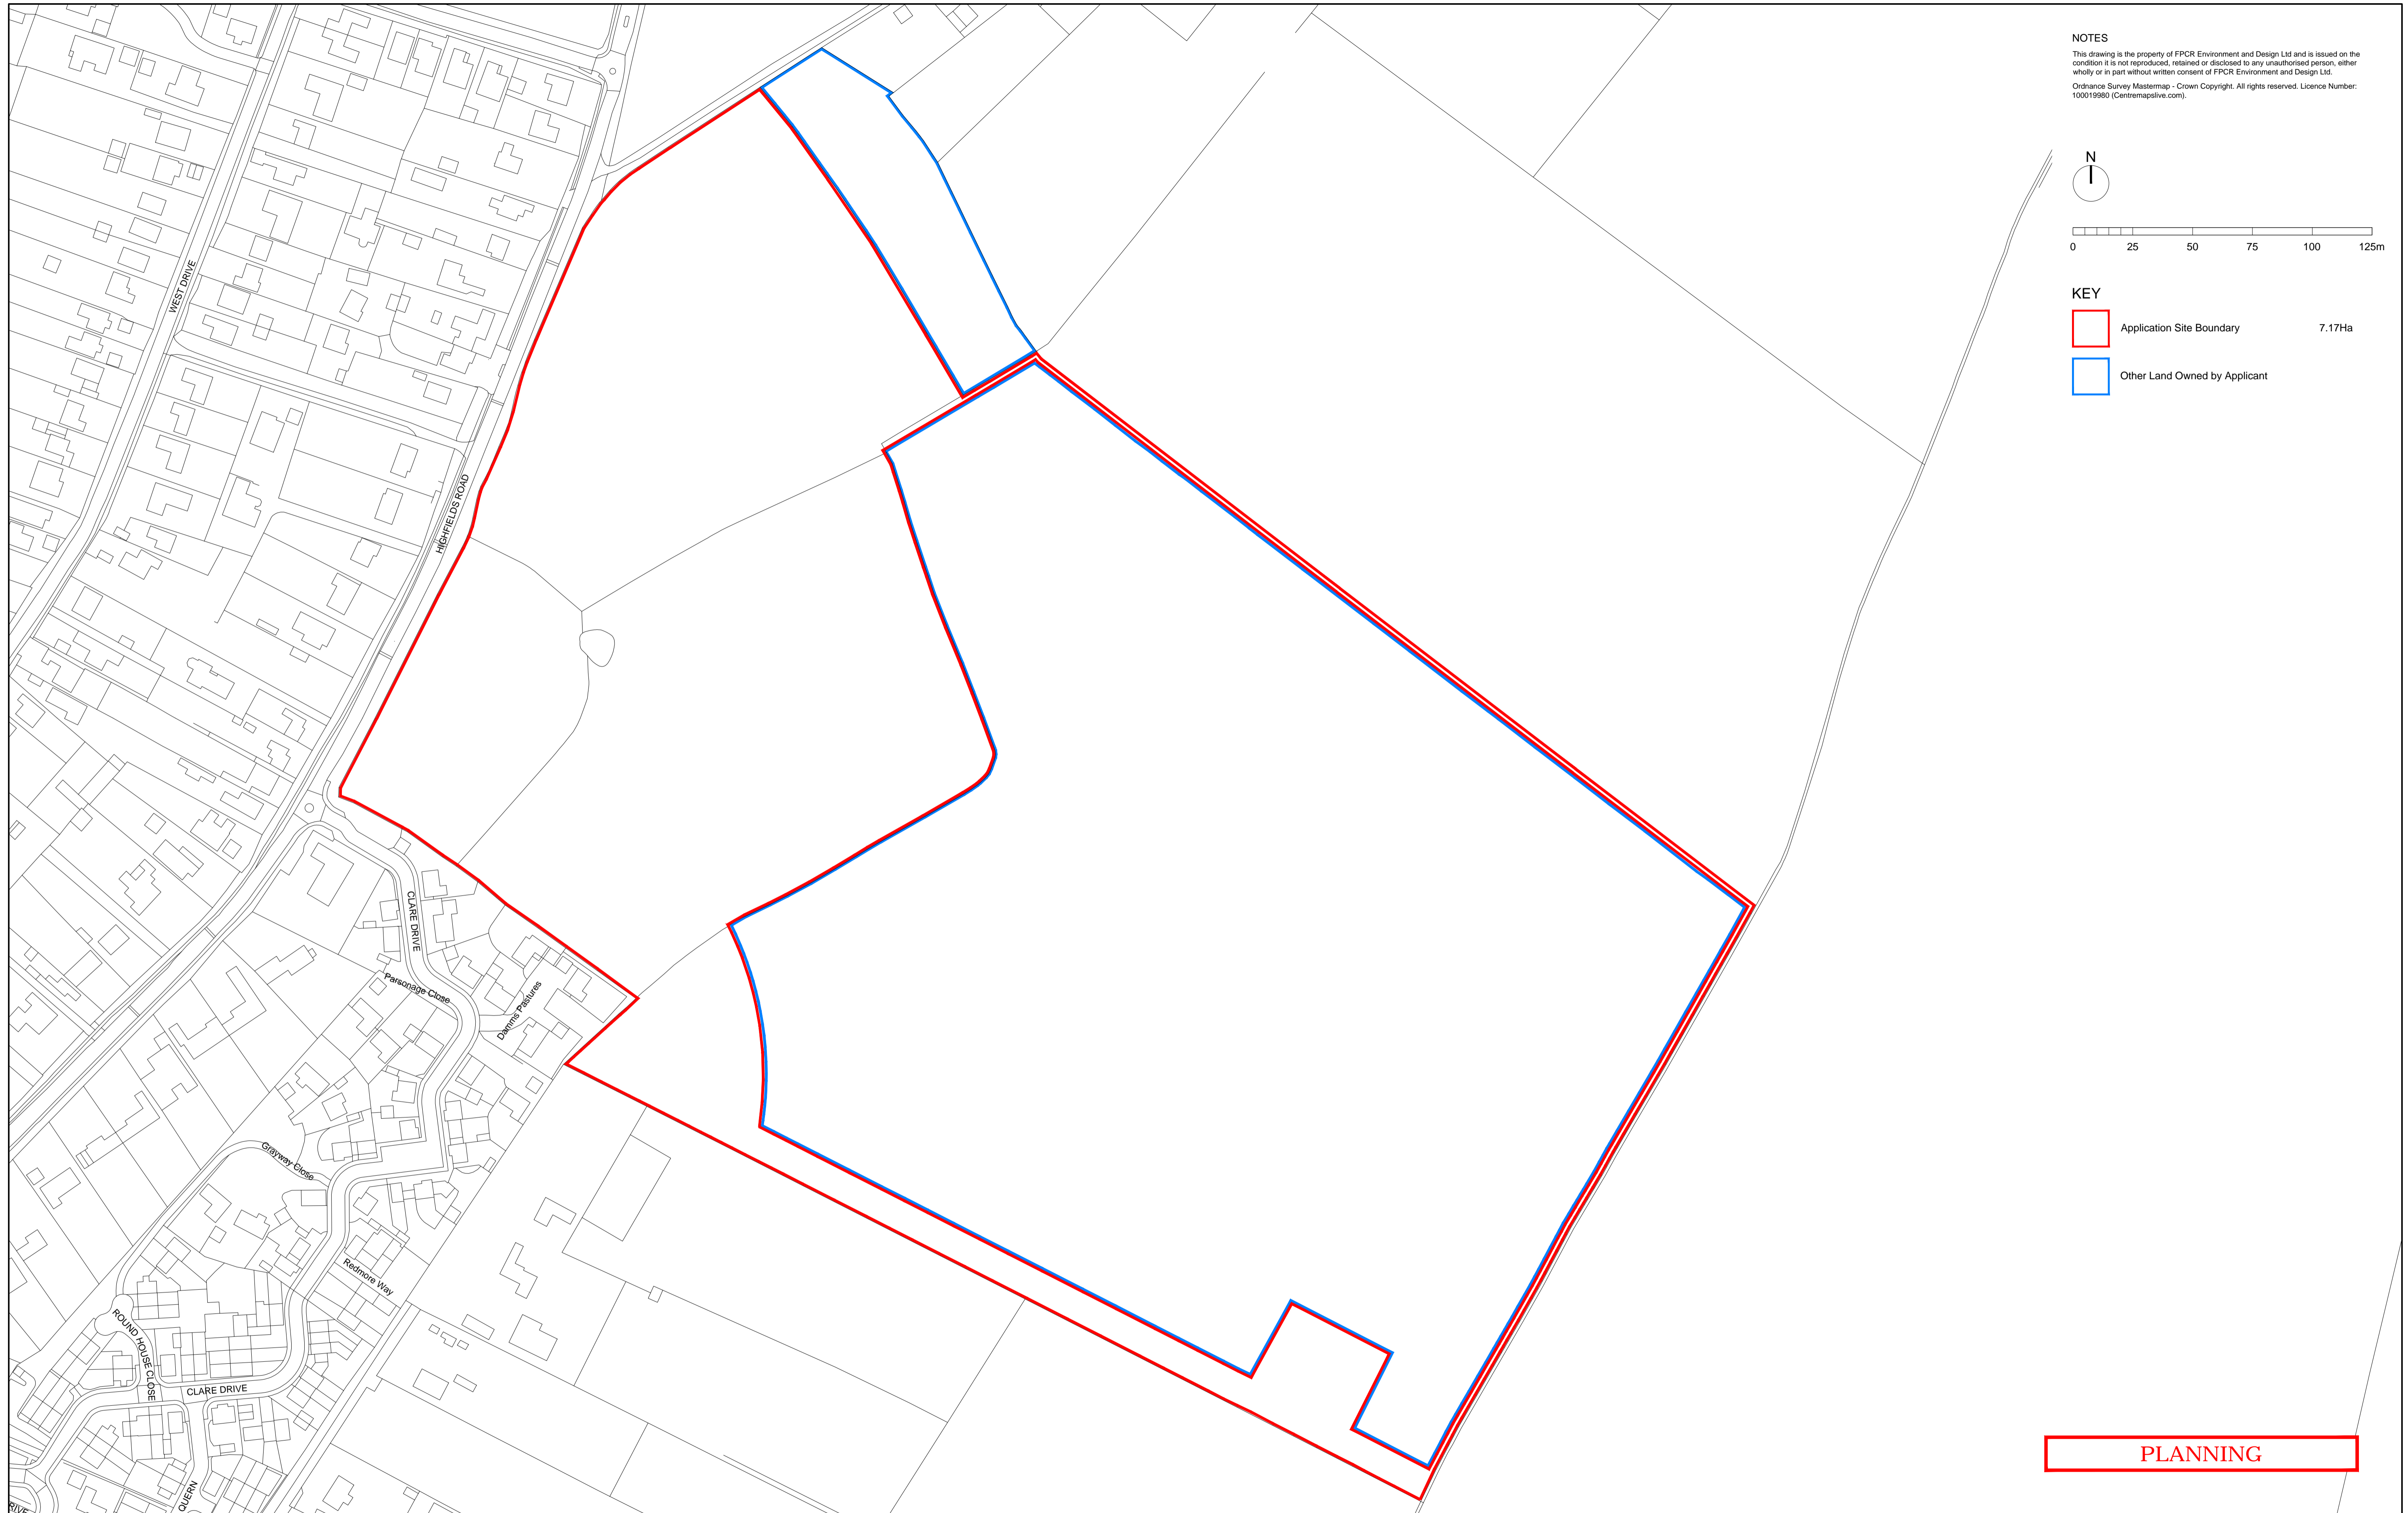 NOTES
This drawing is the property of FPCR Environment and Design Ltd and is issued on the
condition it is not reproduced, retained or disclosed to any unauthorised person, either
wholly or in part without written consent of FPCR Environment and Design Ltd.
Ordnance Survey Mastermap - Crown Copyright. All rights reserved. Licence Number:
100019980 (Centremapslive.com).
N
0 25 50 75 100 125m
KEY
Application Site Boundary 7.17Ha
Other Land Owned by Applicant
WEST DRIVE
HIGHFIELDS ROAD
CLARE DRIVE
Parsonage Close
Damms Pastures
Grayway Close
Redmore Way
ROUND HOUSE CLOSE
CLARE DRIVE
QUERN
PLANNING